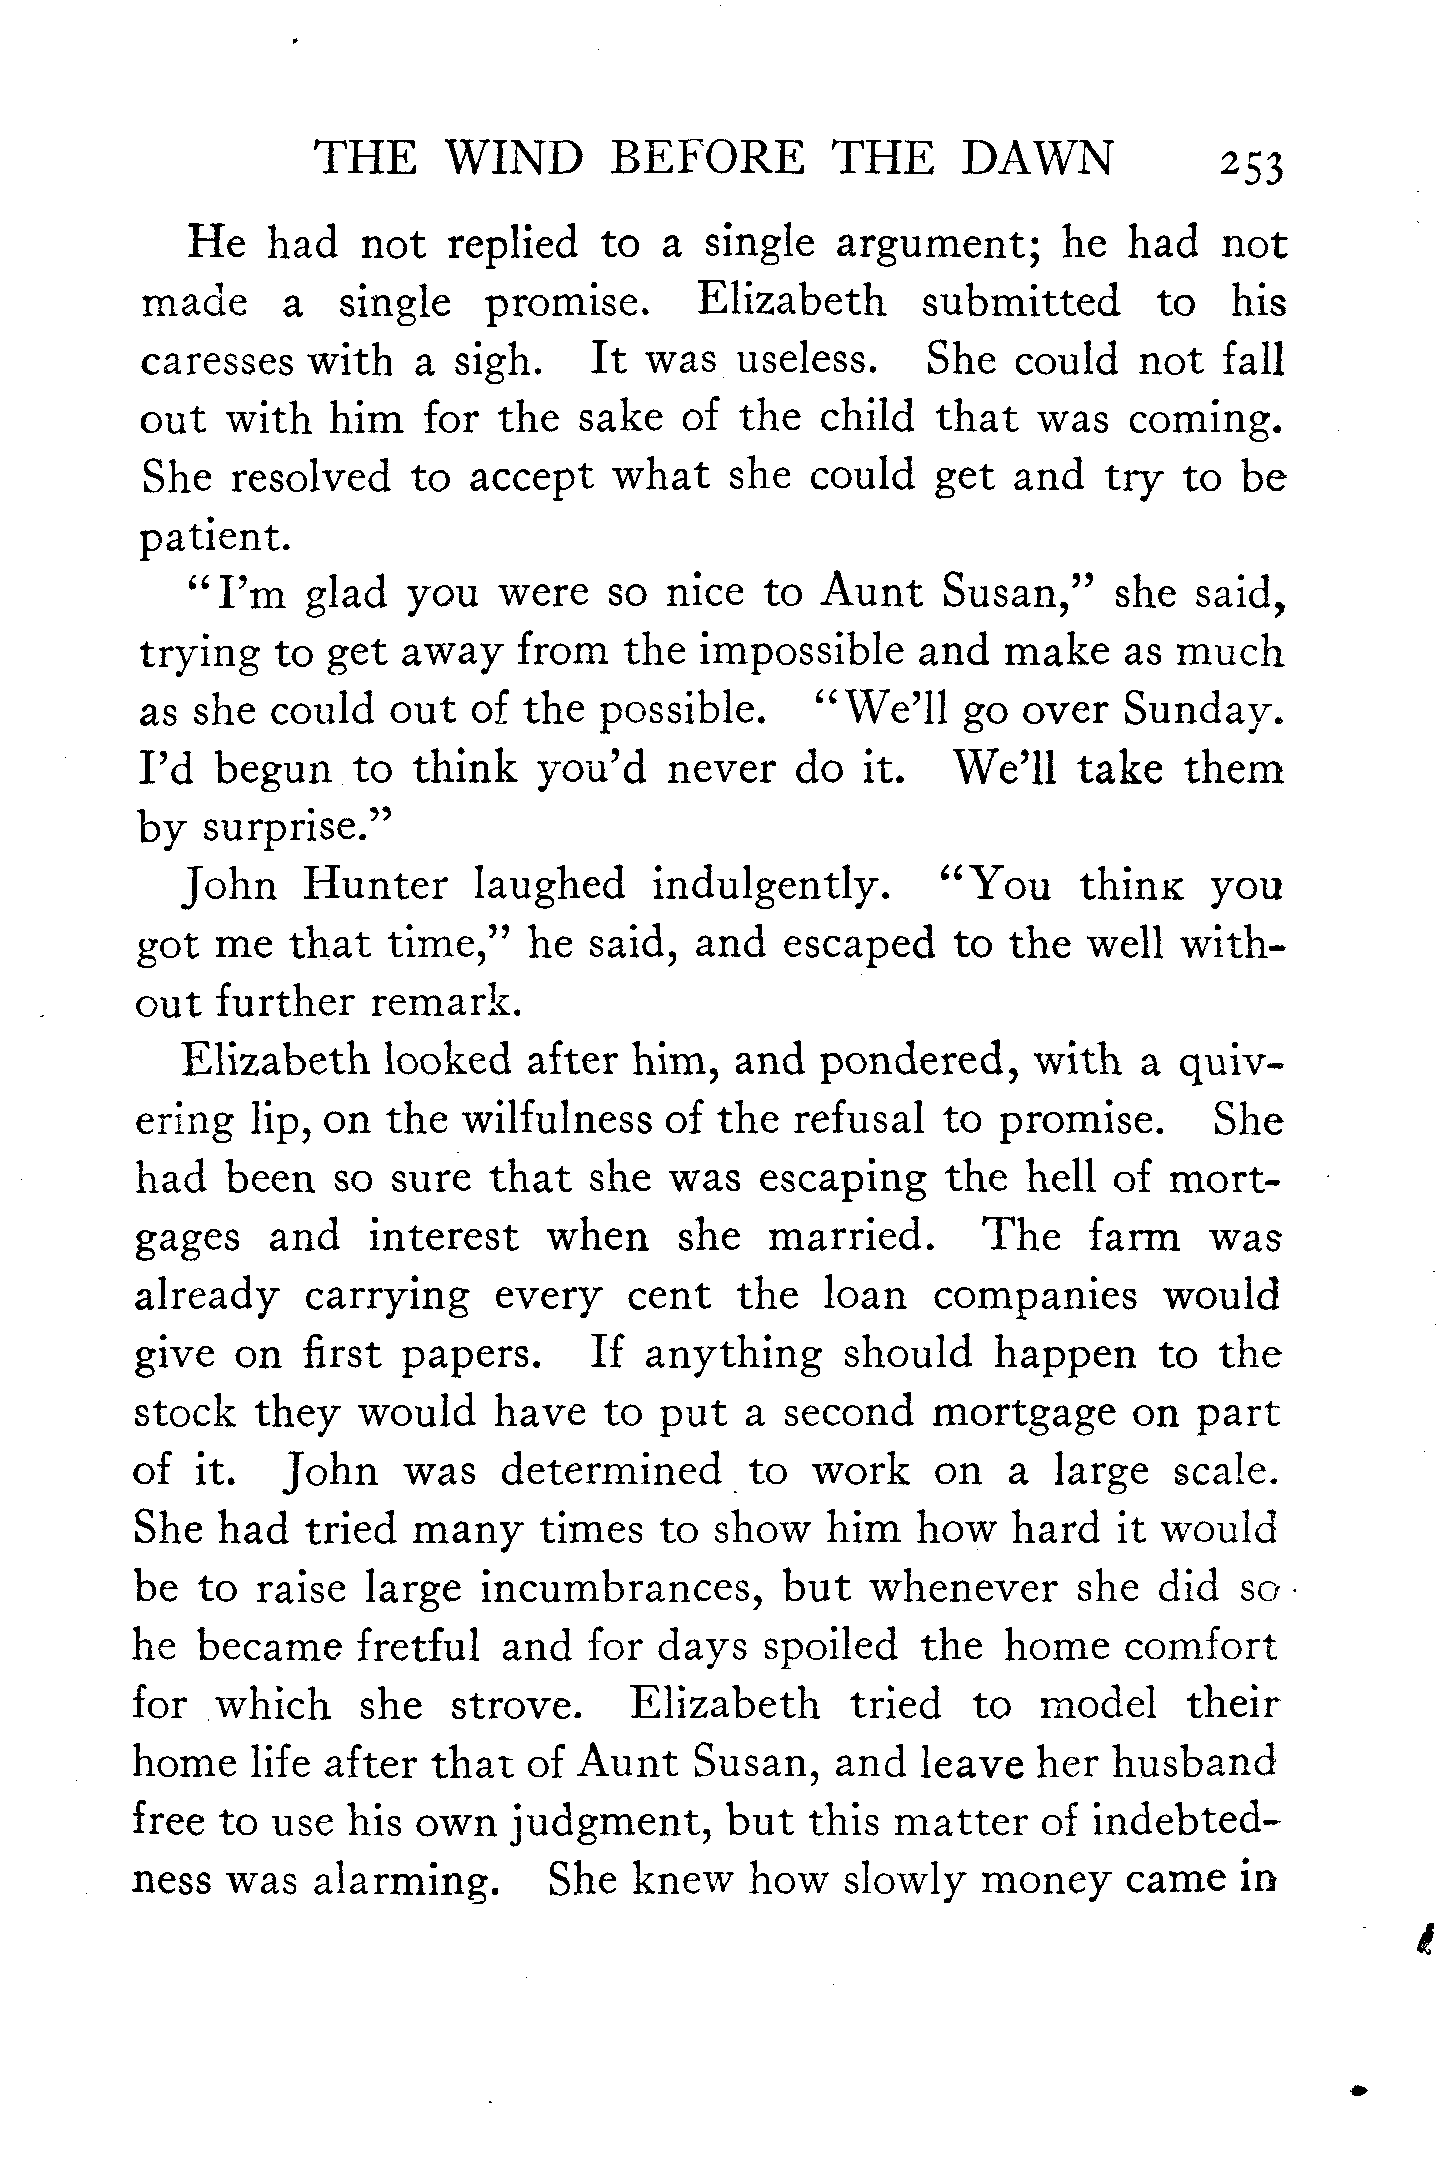 THE WIND BEFORE THE DAWN 253
He had not replied to a single argument; he had not
made a single promise. Elizabeth submitted to his
caresses with a sigh. It was useless. She could not fall
out with him for the sake of the child that was coming.
She resolved to accept what she could get and try to be
patient.
“I’m glad you were so nice to Aunt Susan,” she said,
trying to get away from the impossible and make as much
as she could out of the possible. “We’ll go over Sunday.
I’d begun to think you’d never do it. We’ll take them
by surprise.”
John Hunter laughed indulgently. “You think you
got me that time,” he said, and escaped to the well with-
out further remark.
Elizabeth looked after him, and pondered, with a quiv-
ering lip, on the wilfulness of the refusal to promise. She
had been so sure that she was escaping the hell of mort-
gages and interest when she married. The farm was
already carrying every cent the loan companies would
give on first papers. If anything should happen to the
stock they would have to put a second mortgage on part
of it. John was determined to work on a large scale.
She had tried many times to show him how hard it would
be to raise large incumbrances, but whenever she did so
he became fretful and for days spoiled the home comfort
for which she strove. Elizabeth tried to model their
home life after that of Aunt Susan, and leave her husband
free to use his own judgment, but this matter of indebted-
ness was alarming. She knew how slowly money came in